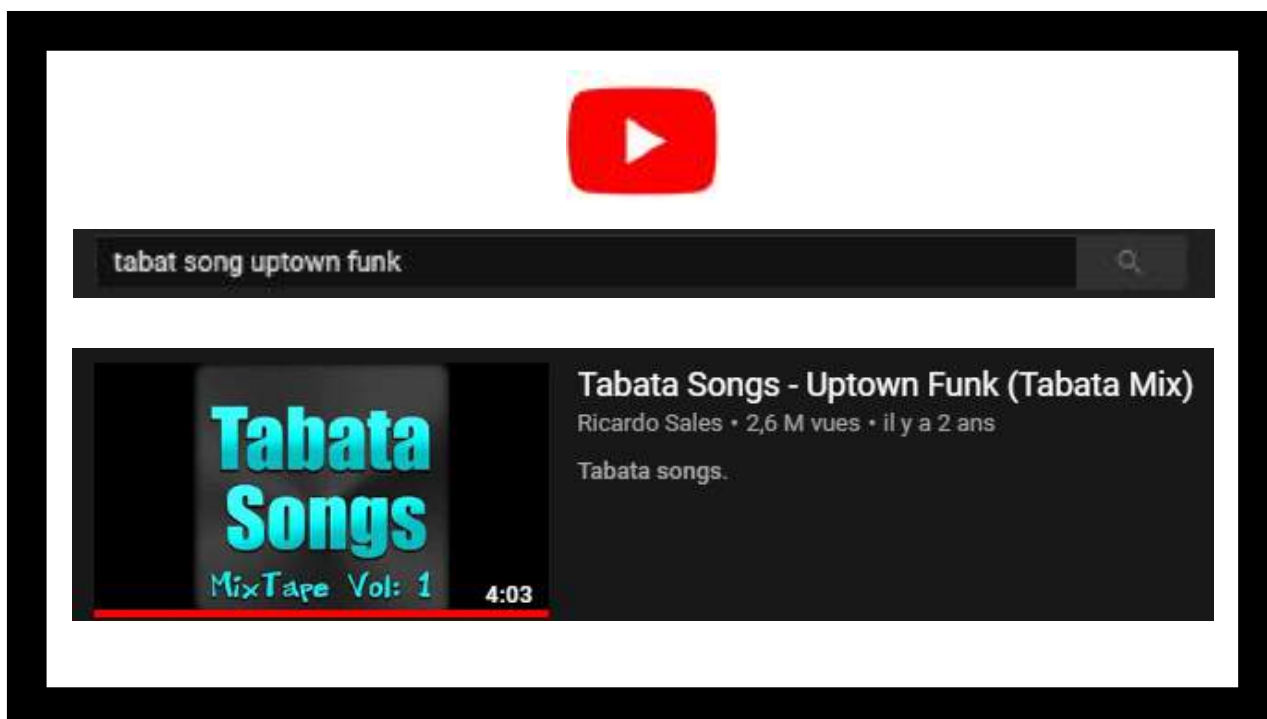 tabat song uptown funk
Tabata Songs - Uptown Funk (Tabata Mix)
Ricardo Sales • 2,6 M vues • il y a 2 ans
Tabata songs.
Tabata
Songs
MixTape Vol: 1
4:03